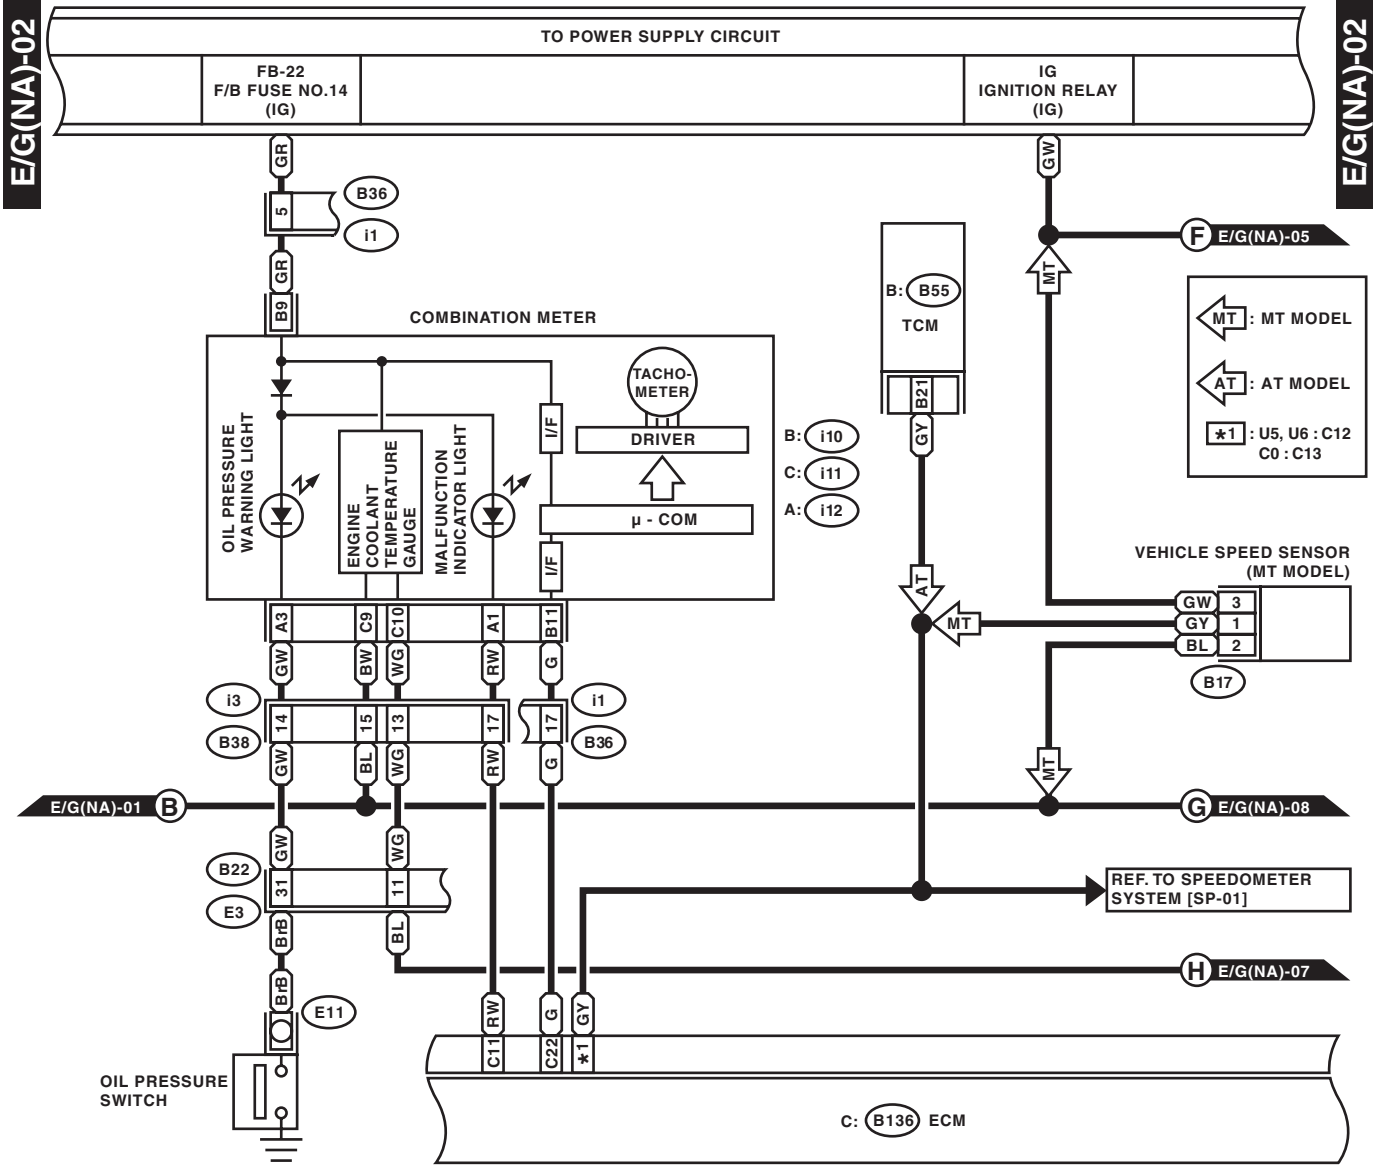 E/G(NA)-02
E/G(NA)-02
TO POWER SUPPLY CIRCUIT
FB-22
F/B FUSE NO.14
(IG)
IG
IGNITION RELAY
(IG)
GR
GW
5
B36
i1
GR
B9
F
E/G(NA)-05
MT
B: B55
TCM
B21
GY
MT : MT MODEL
AT : AT MODEL
*1 : U5, U6 : C12
C0 : C13
COMBINATION METER
TACHO-
METER
DRIVER
I/F
µ - COM
I/F
OIL PRESSURE
WARNING LIGHT
ENGINE
COOLANT
TEMPERATURE
GAUGE
MALFUNCTION
INDICATOR LIGHT
B: i10
C: i11
A: i12
AT
MT
VEHICLE SPEED SENSOR
(MT MODEL)
GW 3
GY 1
BL 2
B17
A3 C9 C10 A1 B11
GW BW WG RW G
i3
i1
14 15 13 17 17
B38
B36
GW BL WG RW G
MT
E/G(NA)-01 B
G E/G(NA)-08
GW WG
B22
31 11
E3
BrB BL
REF. TO SPEEDOMETER
SYSTEM [SP-01]
H E/G(NA)-07
BrB
E11
RW G GY
C11 C22 *1
OIL PRESSURE
SWITCH
C: B136 ECM